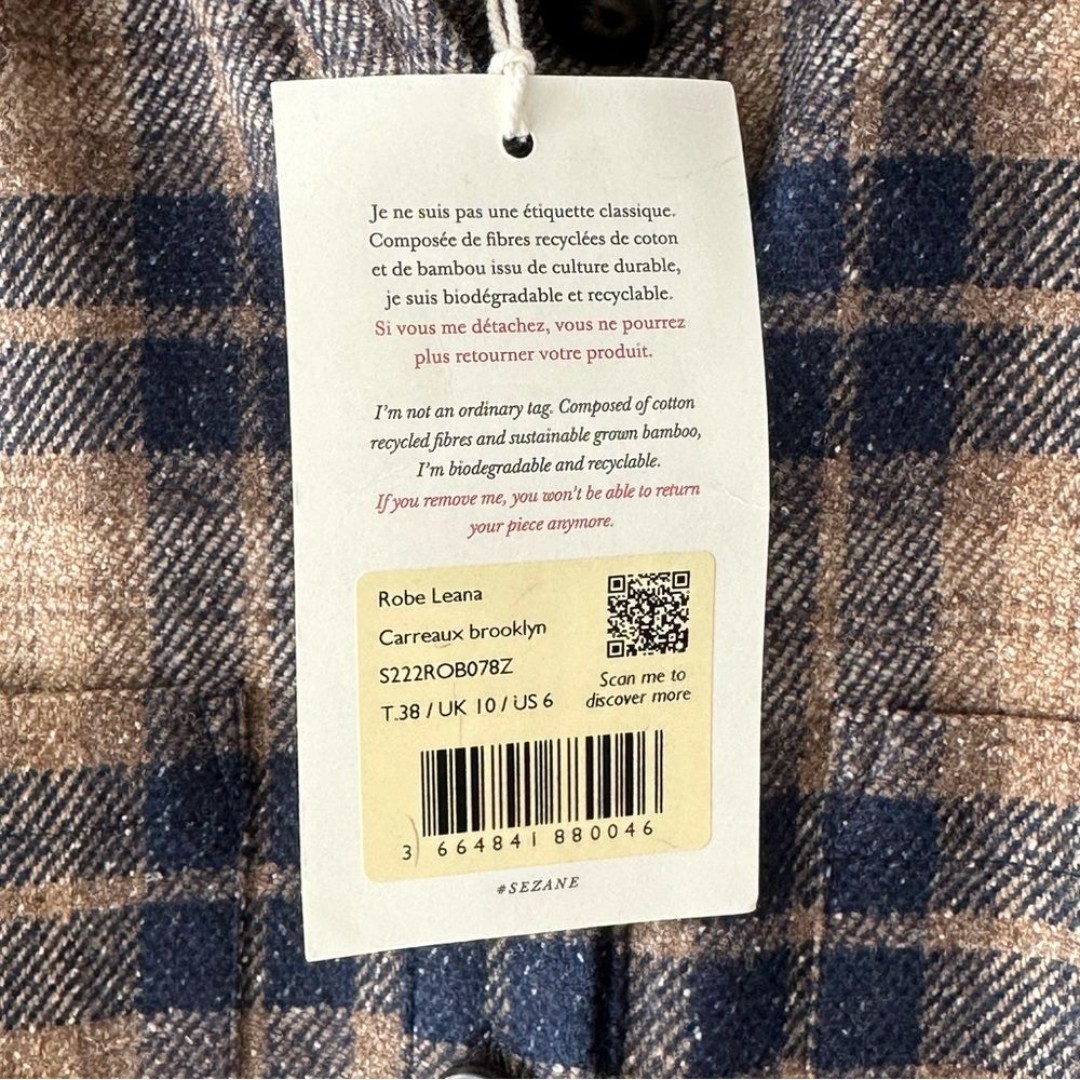 Je ne suis pas une étiquette classique.
Composée de fibres recyclées de coton
et de bambou issu de culture durable,
je suis biodégradable et recyclable.
Si vous me détachez, vous ne pourrez
plus retourner votre produit.
I'm not an ordinary tag. Composed of cotton
recycled fibres and sustainable grown bamboo,
I'm biodegradable and recyclable.
If you remove me, you won't be able to return
your piece anymore.
Robe Leana
Carreaux brooklyn
S222ROB078Z
T.38 / UK 10 / US 6
Scan me to
discover more
3 664841 880046
#SEZANE